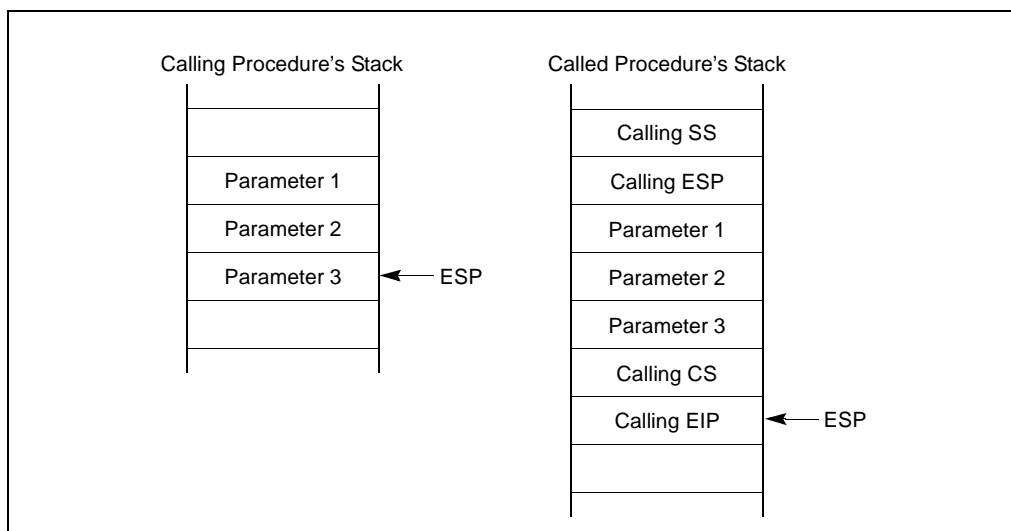 Calling Procedure's Stack
Parameter 1
Parameter 2
Parameter 3
ESP
Called Procedure's Stack
Calling SS
Calling ESP
Parameter 1
Parameter 2
Parameter 3
Calling CS
Calling EIP
ESP